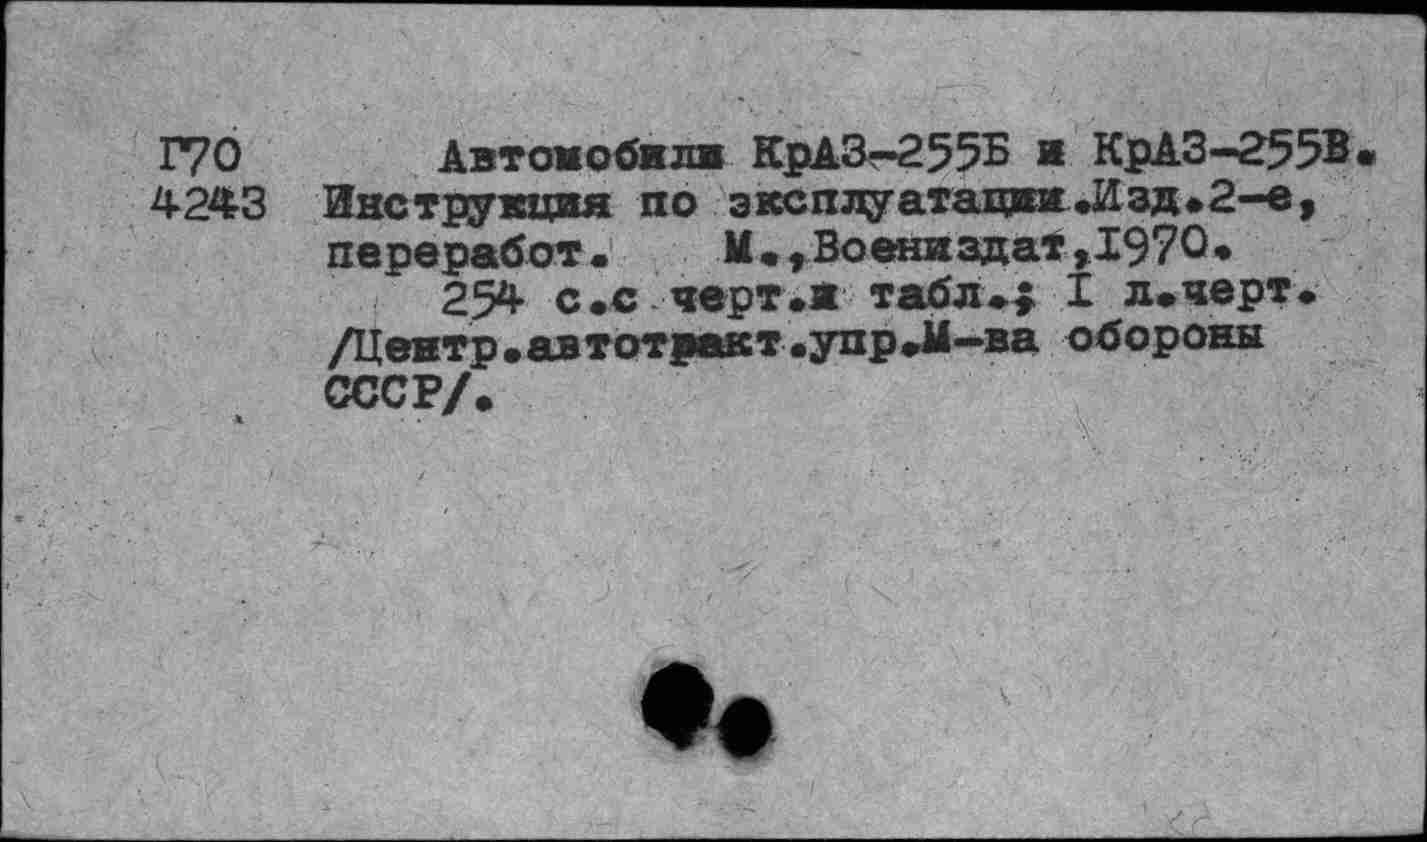 Г70 Автомобили КрАЗ-255Б и КрАЗ-255В.
4243 Инструкция по эксплуатации.Изд.2-е,
переработ. М.,Воениздат,1970.
254 с.с черт.и табл.; I л.черт.
/Центр.автотракт.упр.М-ва обороны
СССР/.